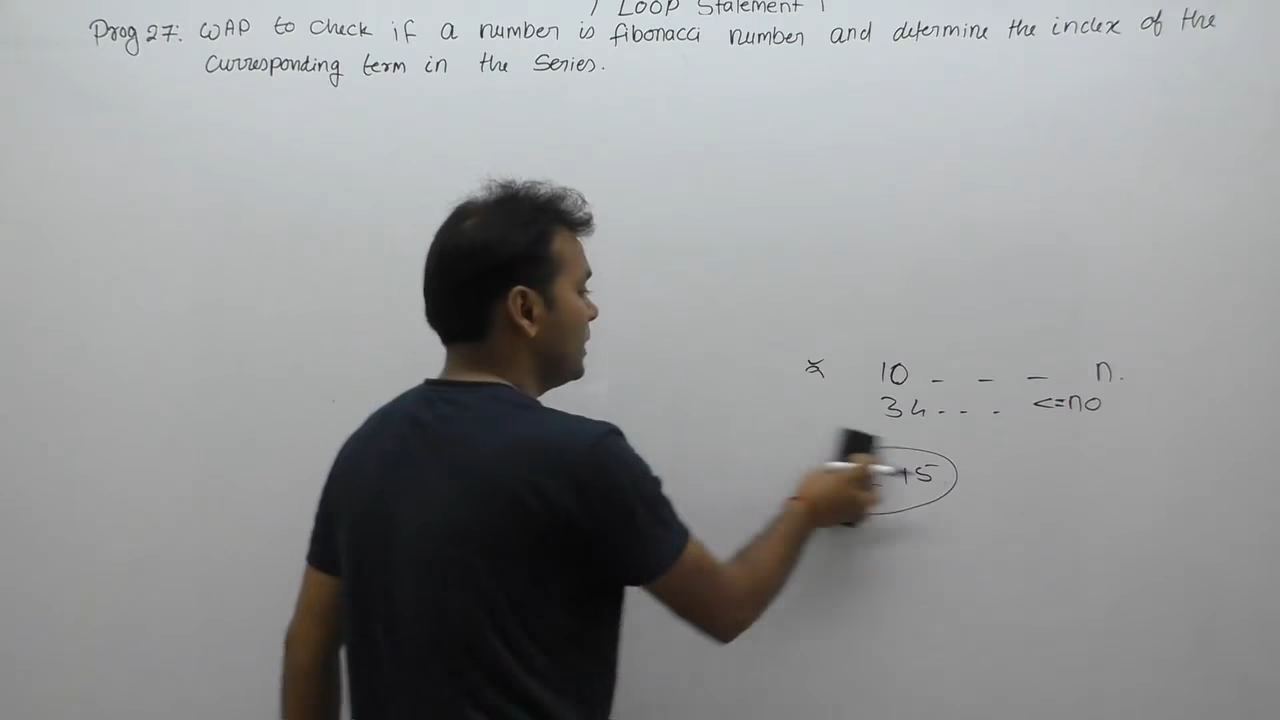 LOOP Statement
Prog 27: WAP to check if a number is fibonacci number and determine the index of the
Curresponding term in the Series.
10 - - - n.
34 - - - <=no
+5